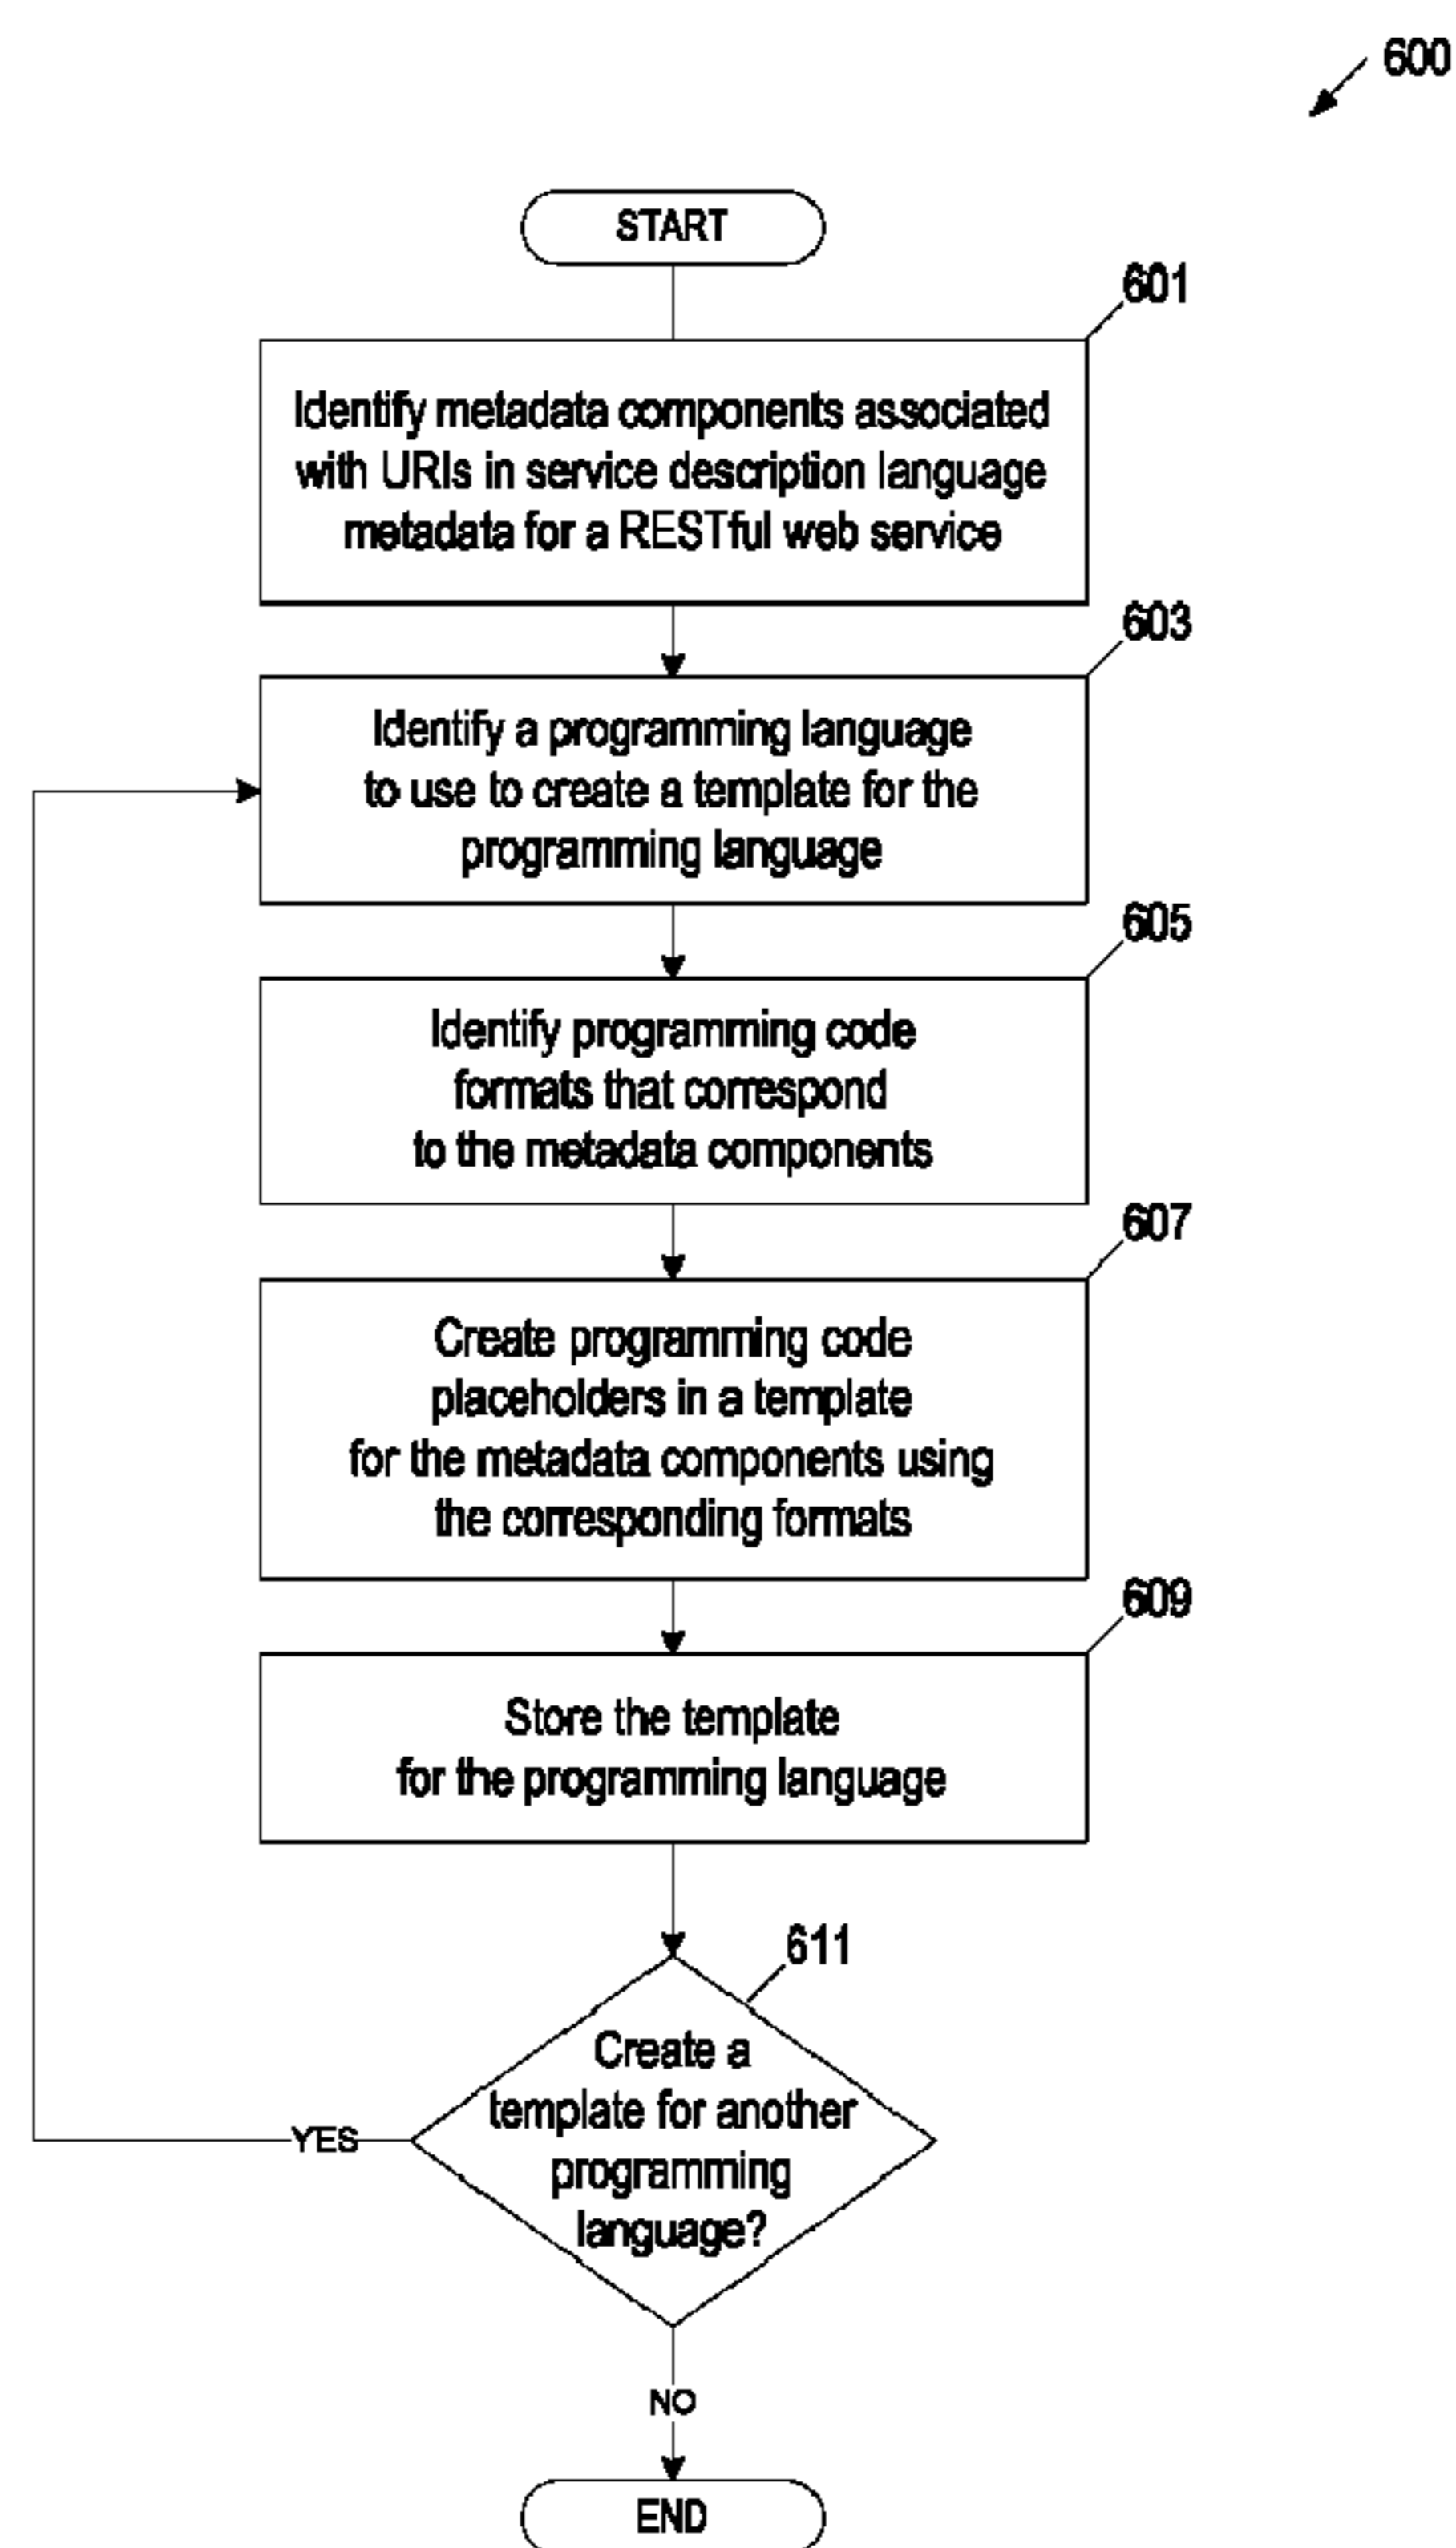 600
START
601
Identify metadata components associated
with URIs in service description language
metadata for a RESTful web service
603
Identify a programming language
to use to create a template for the
programming language
605
Identify programming code
formats that correspond
to the metadata components
607
Create programming code
placeholders in a template
for the metadata components using
the corresponding formats
609
Store the template
for the programming language
611
Create a
template for another
programming
language?
YES
NO
END